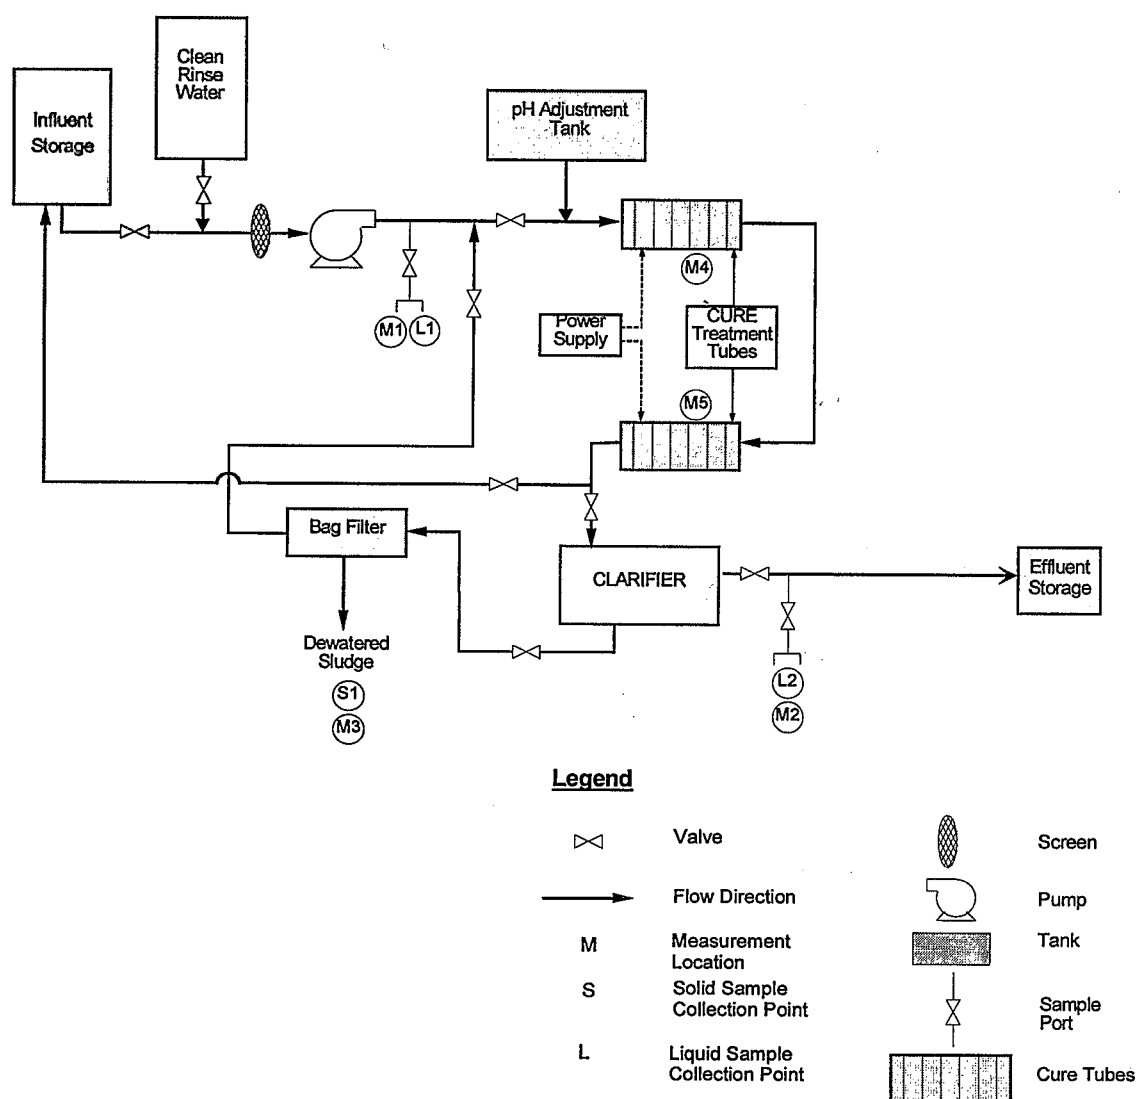 Clean
Rinse
Water
Influent
Storage
pH Adjustment
Tank
M4
M1
L1
Power
Supply
CURE
Treatment
Tubes
M5
Bag Filter
CLARIFIER
Effluent
Storage
Dewatered
Sludge
S1
M3
L2
M2
Legend
Valve
Screen
Flow Direction
Pump
M
Measurement
Location
Tank
S
Solid Sample
Collection Point
Sample
Port
L
Liquid Sample
Collection Point
Cure Tubes